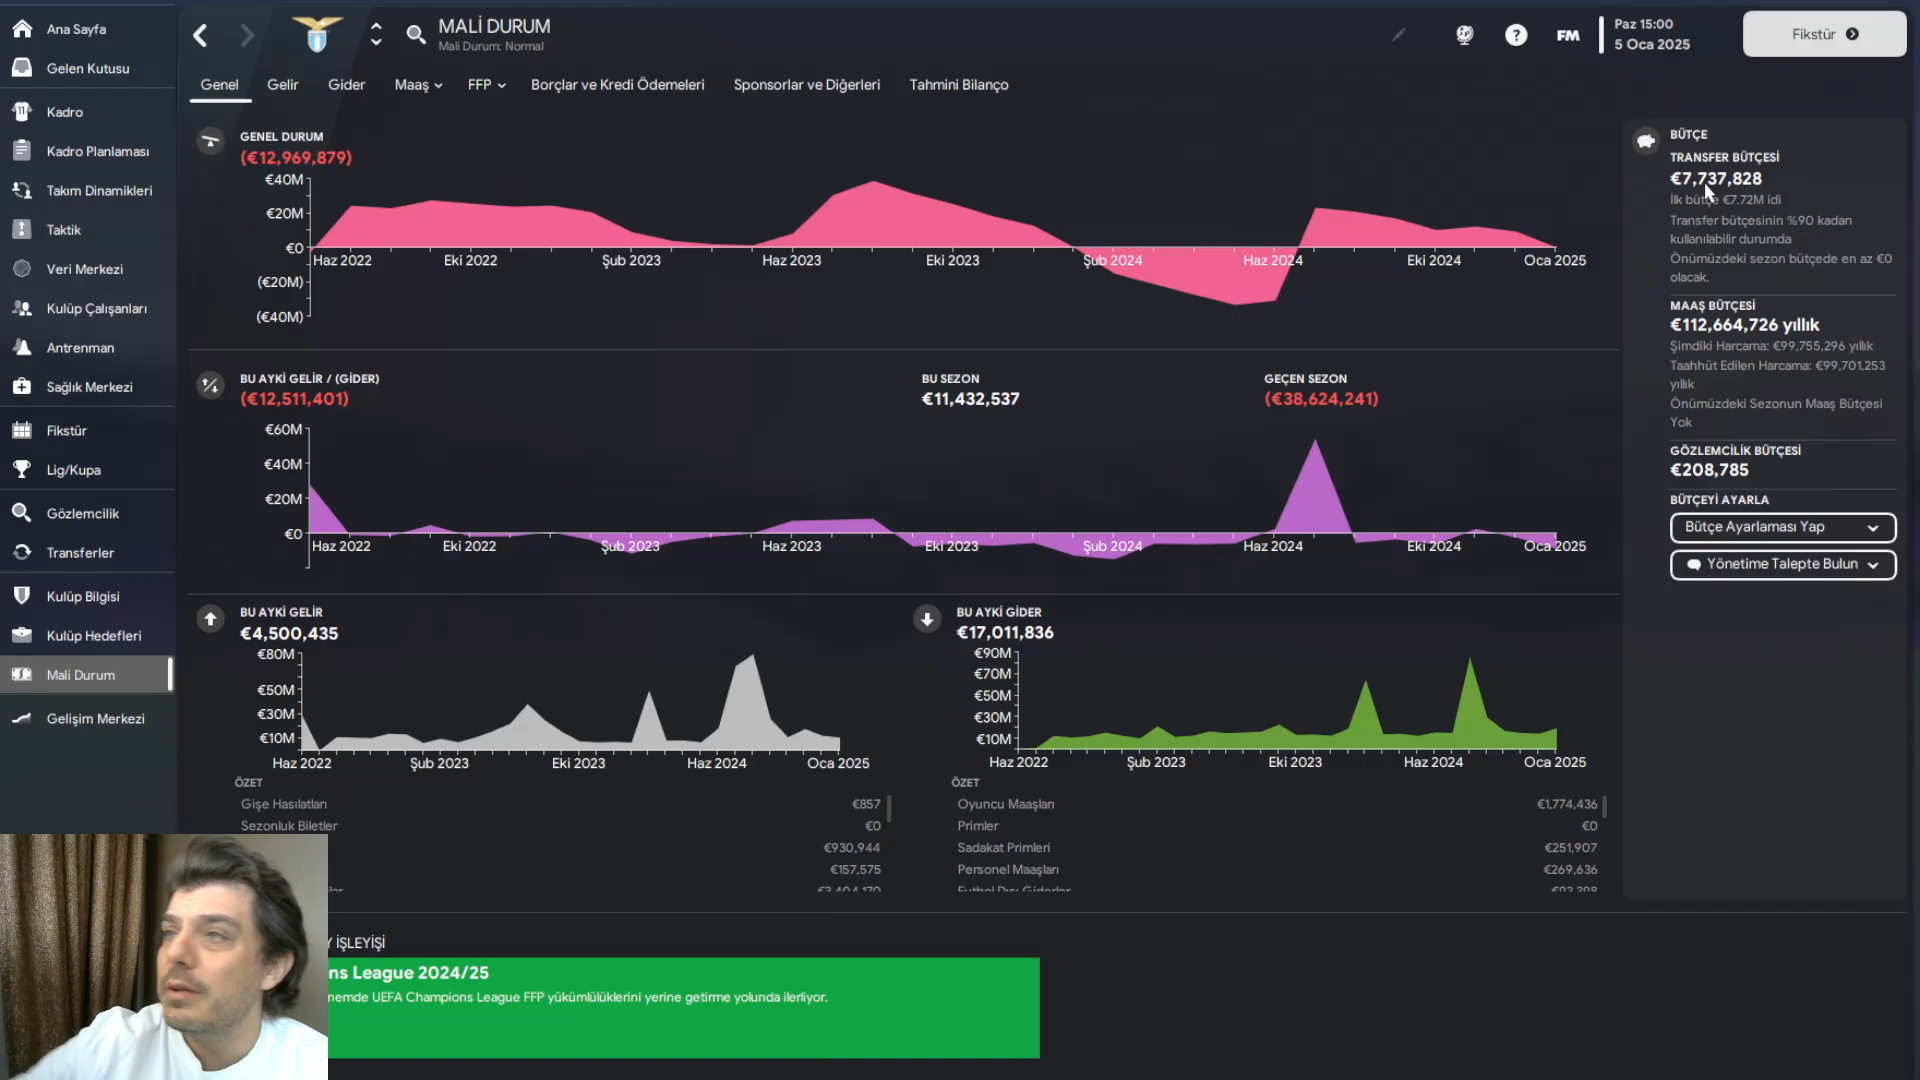 Ana Sayfa
Gelen Kutusu
Kadro
Kadro Planlaması
Takım Dinamikleri
Taktik
Veri Merkezi
Kulüp Çalışanları
Antrenman
Sağlık Merkezi
Fikstür
Lig/Kupa
Gözlemcilik
Transferler
Kulüp Bilgisi
Kulüp Hedefleri
Mali Durum
Gelişim Merkezi
MALİ DURUM
Mali Durum: Normal
FM
Paz 15:00
5 Oca 2025
Fikstür
Genel
Gelir
Gider
Maaş
FFP
Borçlar ve Kredi Ödemeleri
Sponsorlar ve Diğerleri
Tahmini Bilanço
GENEL DURUM
(€12,969,879)
€40M
€20M
€0
(€20M)
(€40M)
Haz 2022
Eki 2022
Şub 2023
Haz 2023
Eki 2023
Şub 2024
Haz 2024
Eki 2024
Oca 2025
BU AYKİ GELİR / (GİDER)
(€12,511,401)
BU SEZON
€11,432,537
GEÇEN SEZON
(€38,624,241)
€60M
€40M
€20M
€0
Haz 2022
Eki 2022
Şub 2023
Haz 2023
Eki 2023
Şub 2024
Haz 2024
Eki 2024
Oca 2025
BU AYKİ GELİR
€4,500,435
€80M
€50M
€30M
€10M
Haz 2022
Şub 2023
Eki 2023
Haz 2024
Oca 2025
ÖZET
Gişe Hasılatları €857
Sezonluk Biletler €0
€930,944
€157,575
BU AYKİ GİDER
€17,011,836
€90M
€70M
€50M
€30M
€10M
Haz 2022
Şub 2023
Eki 2023
Haz 2024
Oca 2025
ÖZET
Oyuncu Maaşları €1,774,436
Primler €0
Sadakat Primleri €251,907
Personel Maaşları €269,636
Futbol Dışı Giderler
BÜTÇE
TRANSFER BÜTÇESİ
€7,737,828
İlk bütçe €7.72M idi
Transfer bütçesinin %90 kadarı
kullanılabilir durumda
Önümüzdeki sezon bütçede en az €0
olacak.
MAAŞ BÜTÇESİ
€112,664,726 yıllık
Şimdiki Harcama: €99,755,296 yıllık
Taahhüt Edilen Harcama: €99,701,253
yıllık
Önümüzdeki Sezonun Maaş Bütçesi
Yok
GÖZLEMCİLİK BÜTÇESİ
€208,785
BÜTÇEYİ AYARLA
Bütçe Ayarlaması Yap
Yönetime Talepte Bulun
Y İŞLEYİŞİ
ns League 2024/25
nemde UEFA Champions League FFP yükümlülüklerini yerine getirme yolunda ilerliyor.